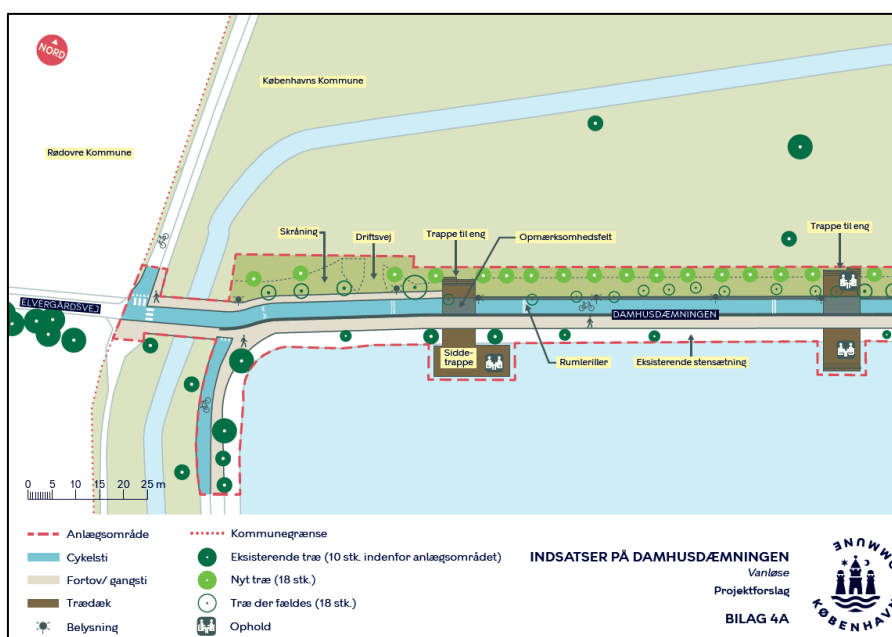 NORD
Københavns Kommune
Rødovre Kommune
Skråning
Driftsvej
Trappe til eng
Opmærksomhedsfelt
Trappe til eng
ELVERGÅRDSVEJ
DAMHUSDÆMNINGEN
Sidde-
trappe
Rumleriller
Eksisterende stensætning
0 5 10 15 20 25 m
Anlægsområde
Cykelsti
Fortov/ gangsti
Trædæk
Belysning
Kommunegrænse
Eksisterende træ (10 stk. indenfor anlægsområdet)
Nyt træ (18 stk.)
Træ der fældes (18 stk.)
Ophold
INDSATSER PÅ DAMHUSDÆMNINGEN
Vanløse
Projektforslag
BILAG 4A
KØBENHAVNS KOMMUNE